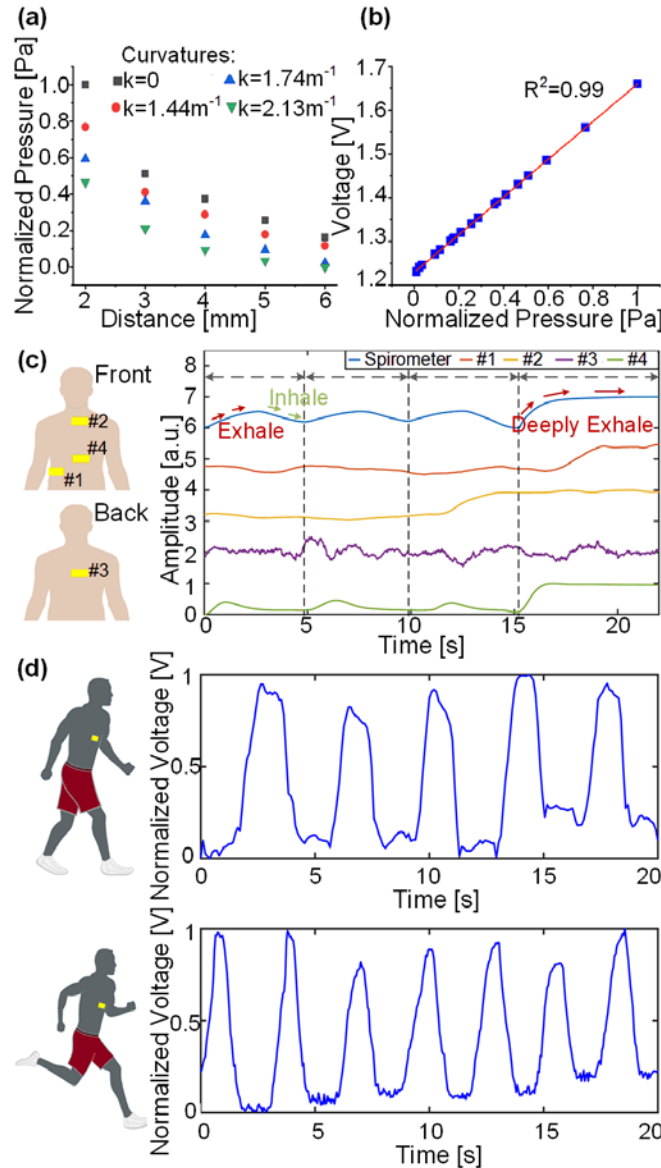 (a)
Curvatures:
k=0
k=1.74m⁻¹
k=1.44m⁻¹
k=2.13m⁻¹
Normalized Pressure [Pa]
1.0
0.8
0.6
0.4
0.2
0.0
2 3 4 5 6
Distance [mm]
(b)
R²=0.99
Voltage [V]
1.7
1.6
1.5
1.4
1.3
1.2
0 0.2 0.4 0.6 0.8 1
Normalized Pressure [Pa]
(c)
Front
#2
#4
#1
Back
#3
Spirometer #1 #2 #3 #4
Inhale
Exhale
Deeply Exhale
Amplitude [a.u.]
8
7
6
5
4
3
2
1
0
0 5 10 15 20
Time [s]
(d)
Normalized Voltage [V]
1
0.5
0
0 5 10 15 20
Time [s]
Normalized Voltage [V]
1
0.5
0
0 5 10 15 20
Time [s]